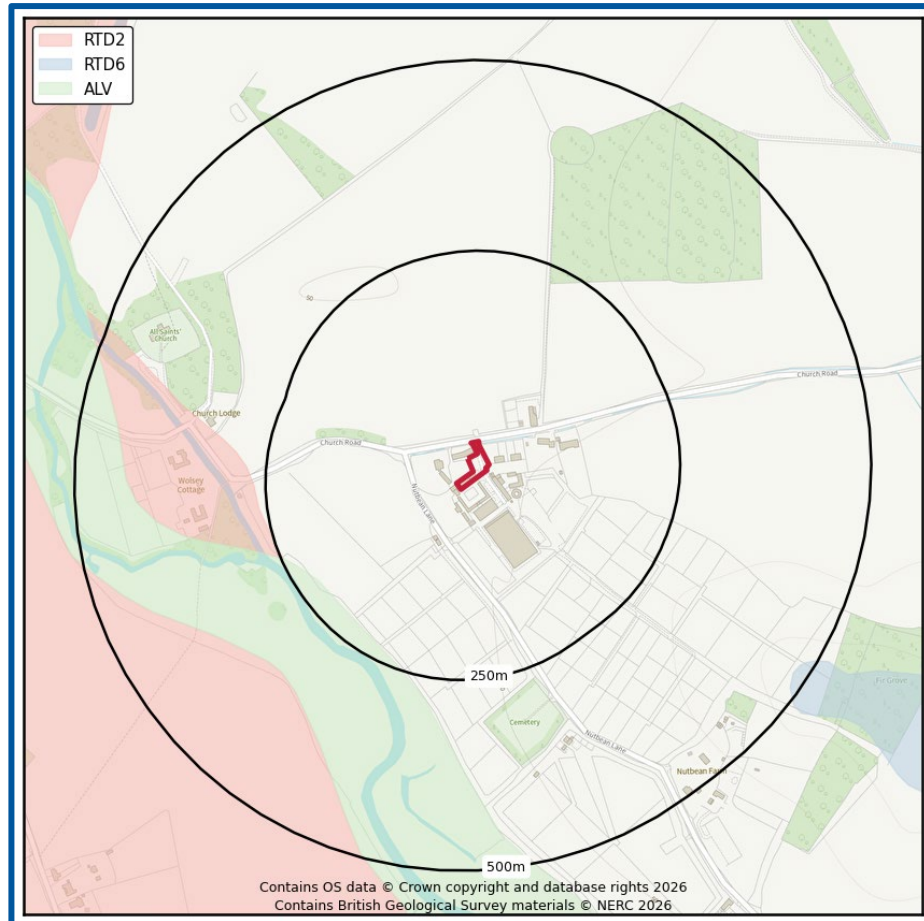 RTD2
RTD6
ALV
50
All Saints'
Church
Church Lodge
Church Road
Church Road
Wolsey
Cottage
Nutbean Lane
250m
Fir Grove
Cemetery
Nutbean Lane
Nutbean Farm
500m
Contains OS data © Crown copyright and database rights 2026
Contains British Geological Survey materials © NERC 2026